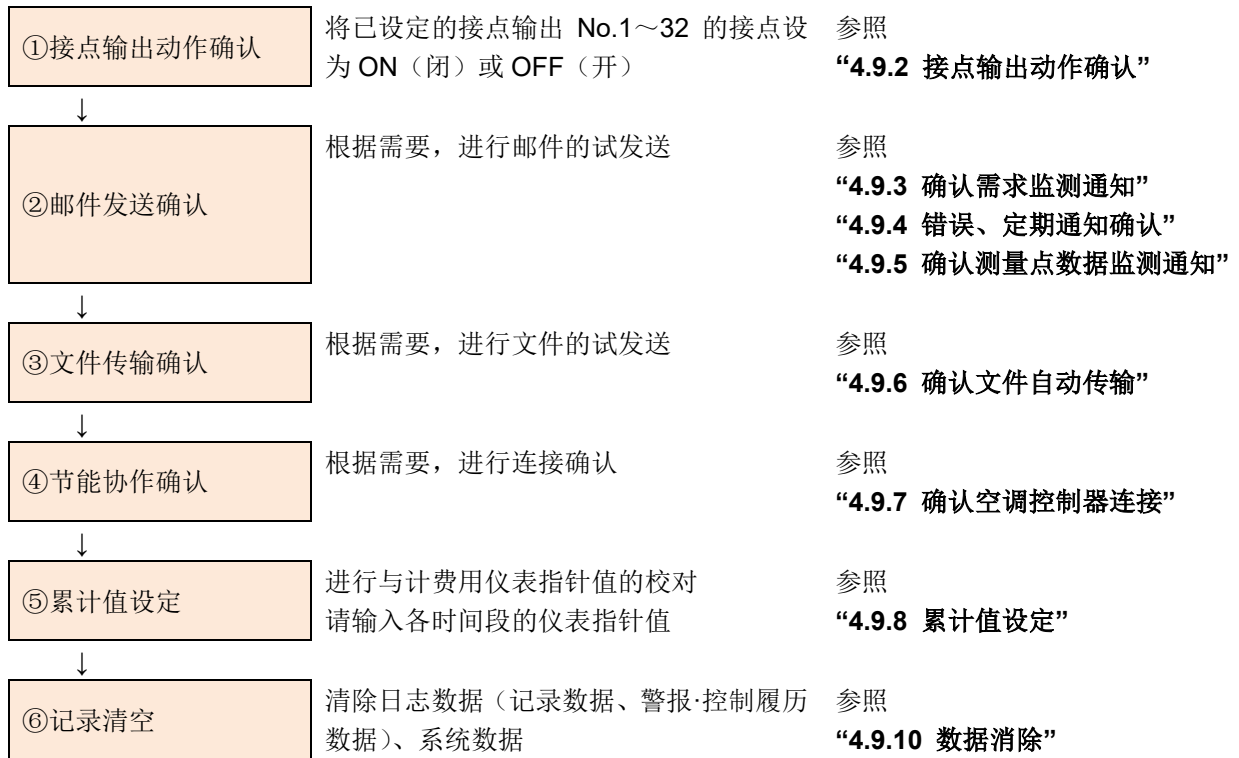 ①接点输出动作确认
将已设定的接点输出 No.1～32 的接点设
为 ON（闭）或 OFF（开）
参照
“4.9.2 接点输出动作确认”
↓
②邮件发送确认
根据需要，进行邮件的试发送
参照
“4.9.3 确认需求监测通知”
“4.9.4 错误、定期通知确认”
“4.9.5 确认测量点数据监测通知”
↓
③文件传输确认
根据需要，进行文件的试发送
参照
“4.9.6 确认文件自动传输”
↓
④节能协作确认
根据需要，进行连接确认
参照
“4.9.7 确认空调控制器连接”
↓
⑤累计值设定
进行与计费用仪表指针值的校对
请输入各时间段的仪表指针值
参照
“4.9.8 累计值设定”
↓
⑥记录清空
清除日志数据（记录数据、警报·控制履历
数据）、系统数据
参照
“4.9.10 数据消除”